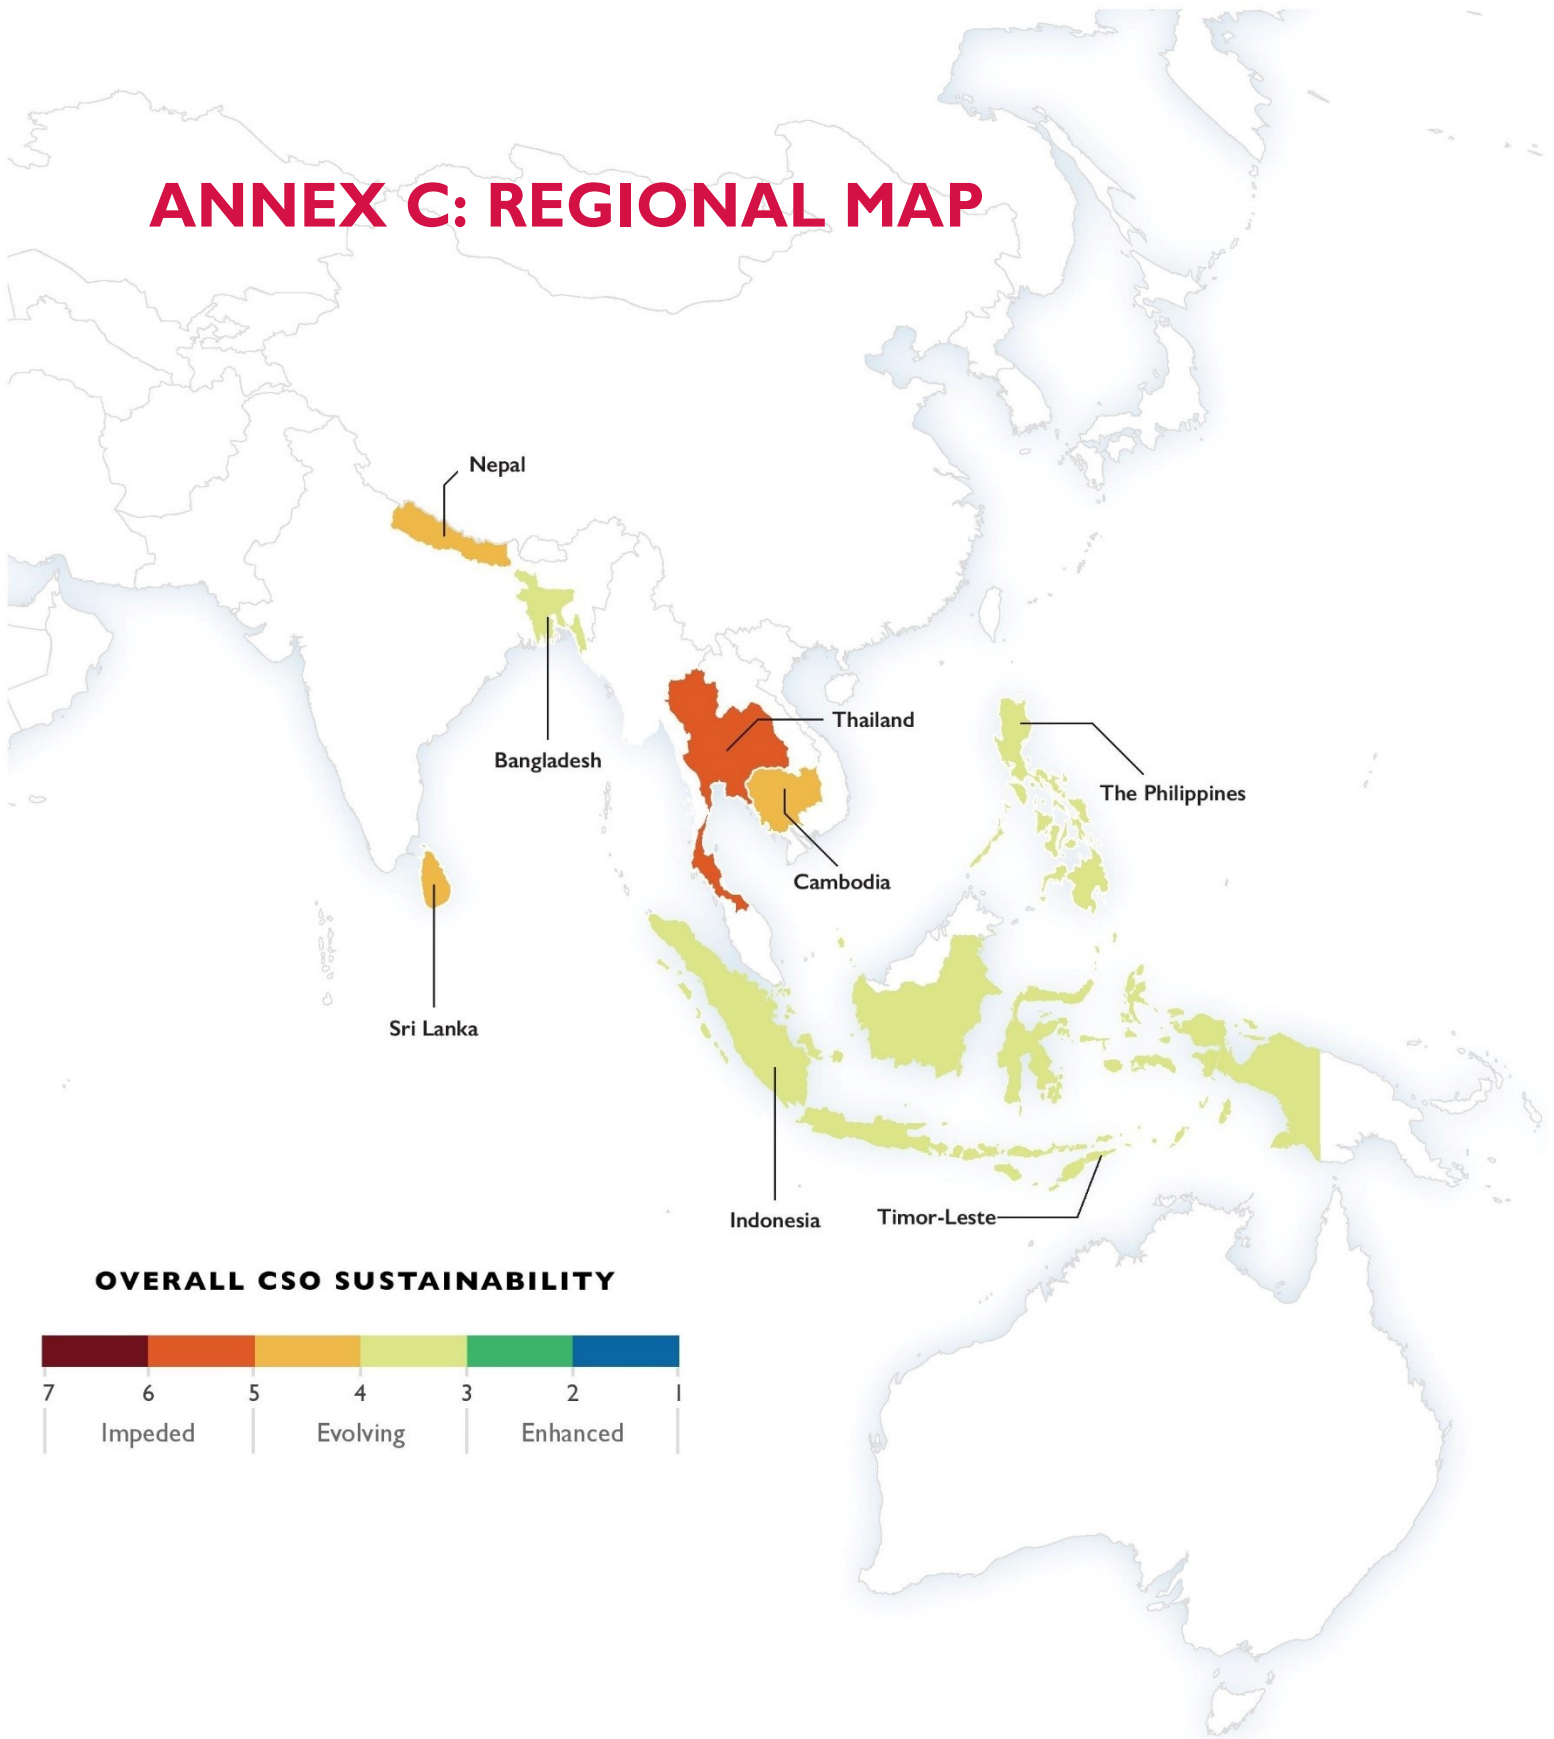 ANNEX C: REGIONAL MAP
Nepal
Thailand
Bangladesh
The Philippines
Cambodia
Sri Lanka
Indonesia
Timor-Leste
OVERALL CSO SUSTAINABILITY
7 6 5 4 3 2 1
Impeded Evolving Enhanced